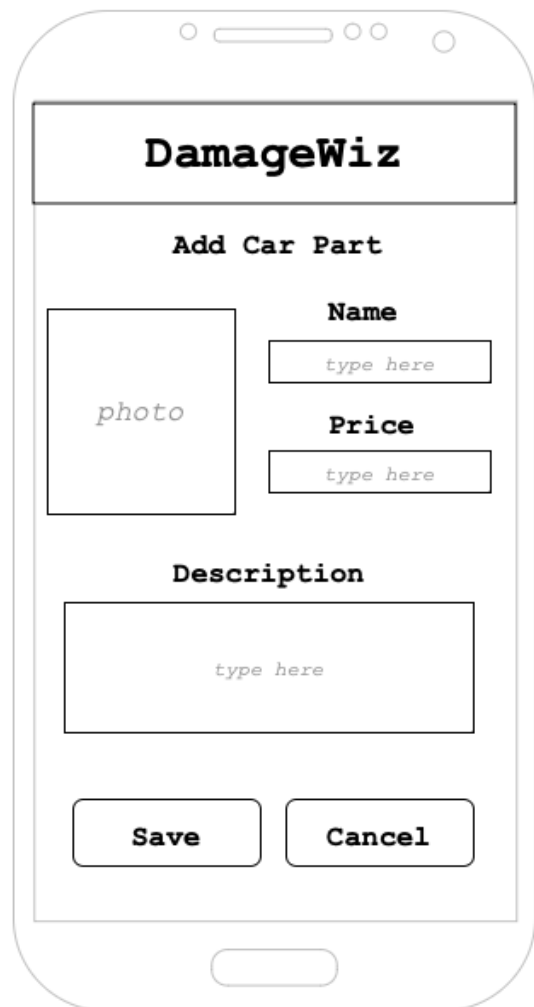 DamageWiz
Add Car Part
photo
Name
type here
Price
type here
Description
type here
Save
Cancel